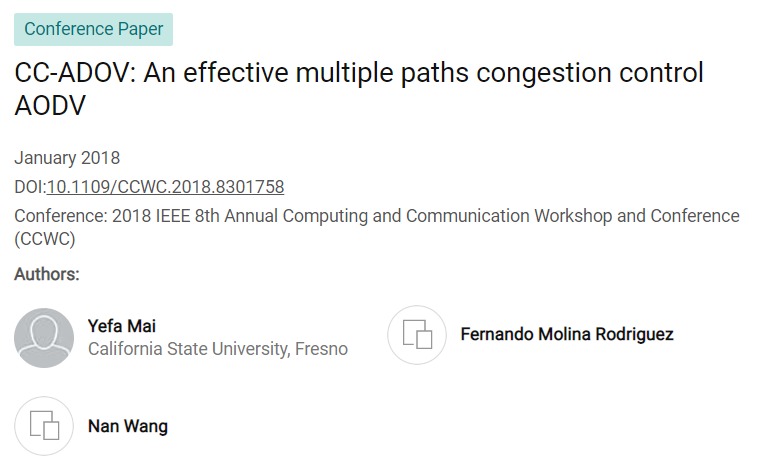 Conference Paper
CC-ADOV: An effective multiple paths congestion control
AODV
January 2018
DOI:10.1109/CCWC.2018.8301758
Conference: 2018 IEEE 8th Annual Computing and Communication Workshop and Conference
(CCWC)
Authors:
Yefa Mai
California State University, Fresno
Fernando Molina Rodriguez
Nan Wang